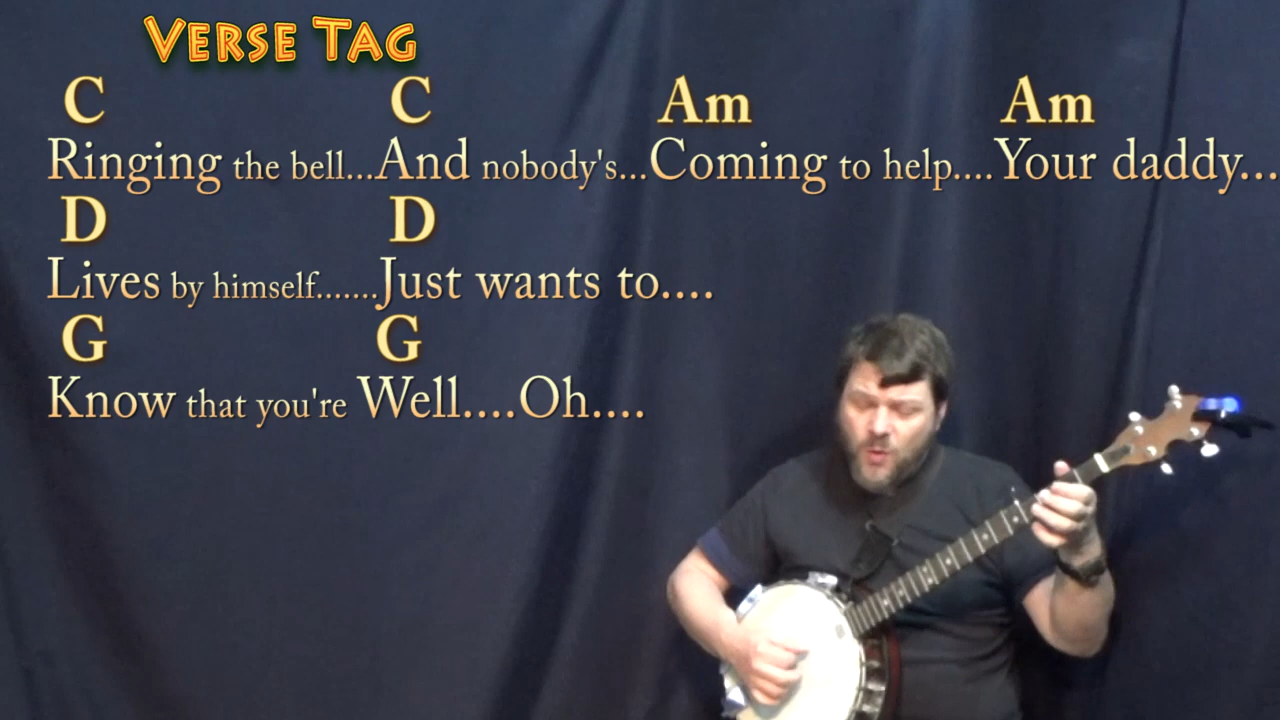 VERSE TAG
C C Am Am
Ringing the bell...And nobody's...Coming to help....Your daddy...
D D
Lives by himself.......Just wants to....
G G
Know that you're Well....Oh....